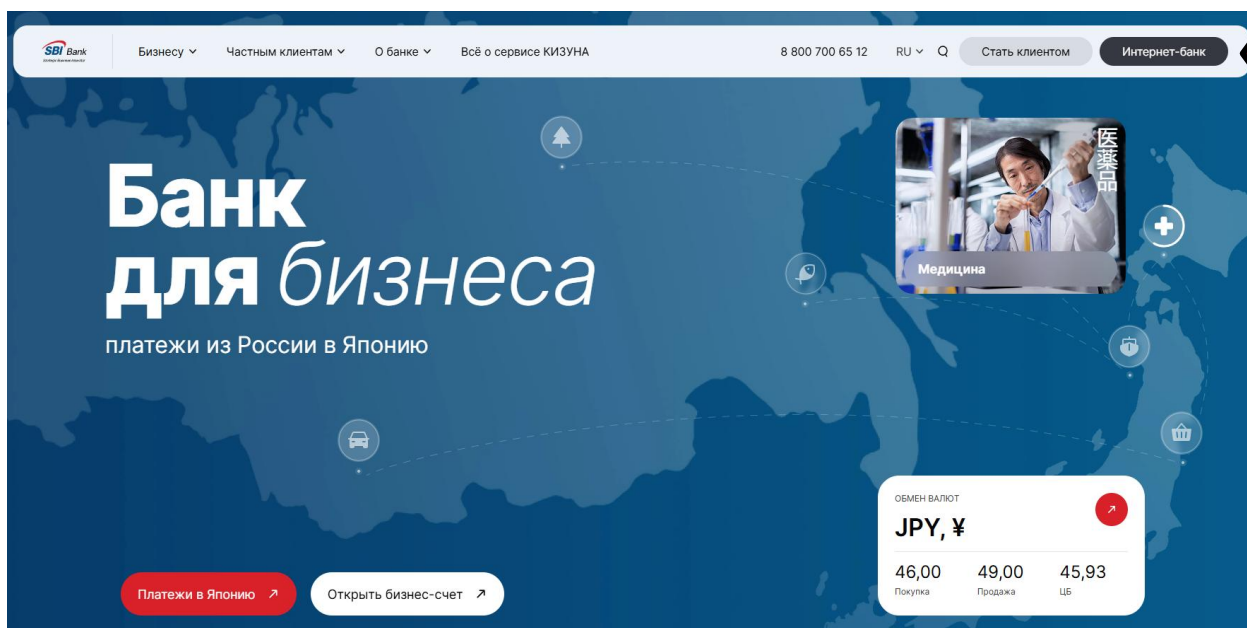 SBI Bank
Бизнесу
Частным клиентам
О банке
Всё о сервисе КИЗУНА
8 800 700 65 12
RU
Стать клиентом
Интернет-банк
Банк
для бизнеса
платежи из России в Японию
医薬品
Медицина
ОБМЕН ВАЛЮТ
JPY, ¥
46,00
49,00
45,93
Покупка
Продажа
ЦБ
Платежи в Японию
Открыть бизнес-счет